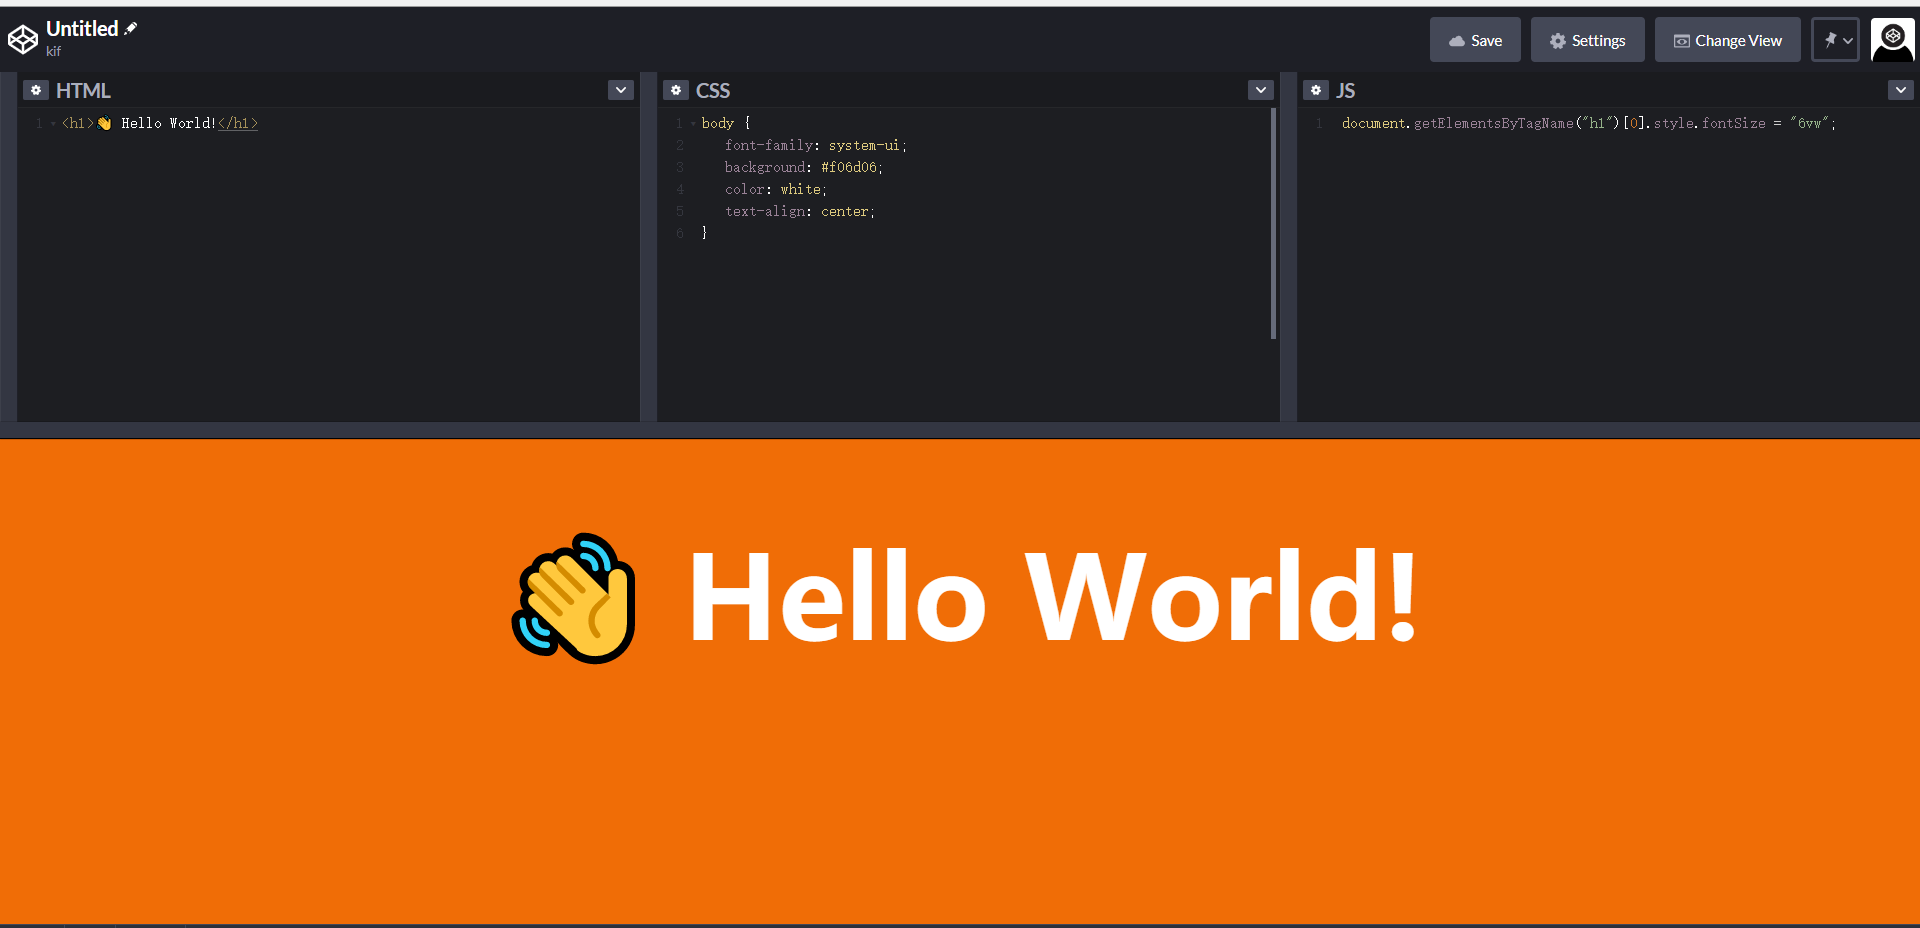 Untitled
kif
Save
Settings
Change View
HTML
1 <h1>👋 Hello World!</h1>
CSS
1 body {
2 font-family: system-ui;
3 background: #f06d06;
4 color: white;
5 text-align: center;
6 }
JS
1 document.getElementsByTagName("h1")[0].style.fontSize = "6vw";
👋 Hello World!